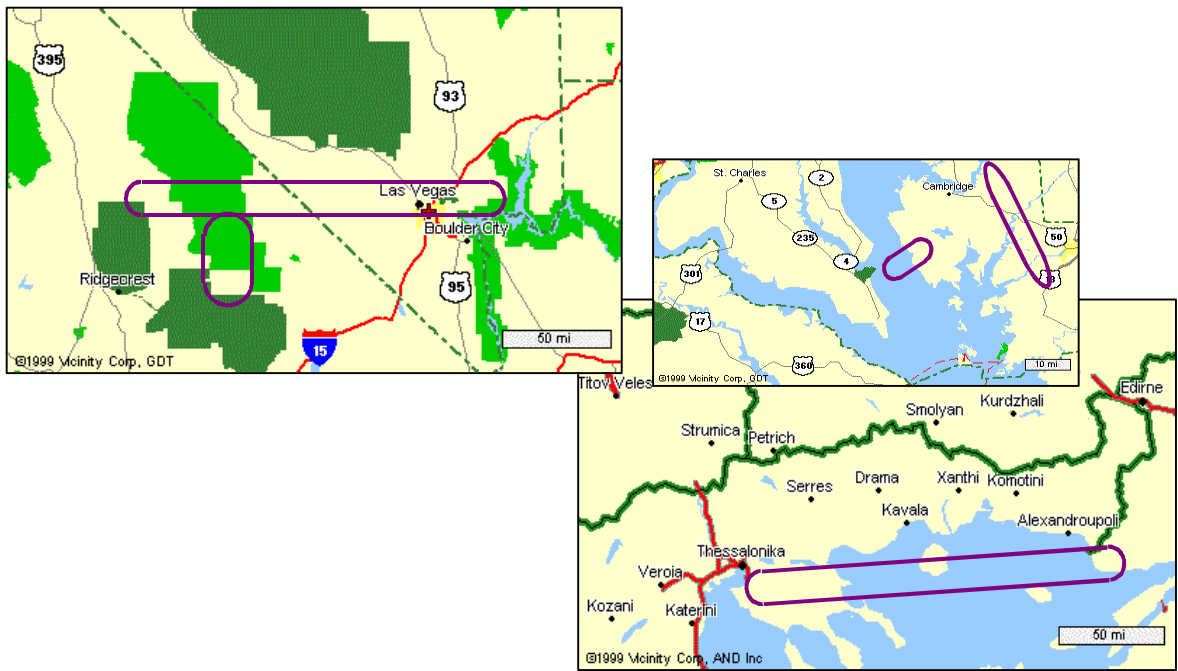 395
93
Las Vegas
Boulder City
Ridgecrest
95
15
50 mi
©1999 Vicinity Corp, GDT
St. Charles
2
Cambridge
5
235
50
4
301
13
17
1
360
10 mi
©1999 Vicinity Corp, GDT
Titov Veles
Edirne
Kurdzhali
Smolyan
Strumica
Petrich
Drama
Xanthi
Komotini
Serres
Kavala
Alexandroupoli
Thessalonika
Veroia
Kozani
Katerini
50 mi
©1999 Vicinity Corp, AND Inc